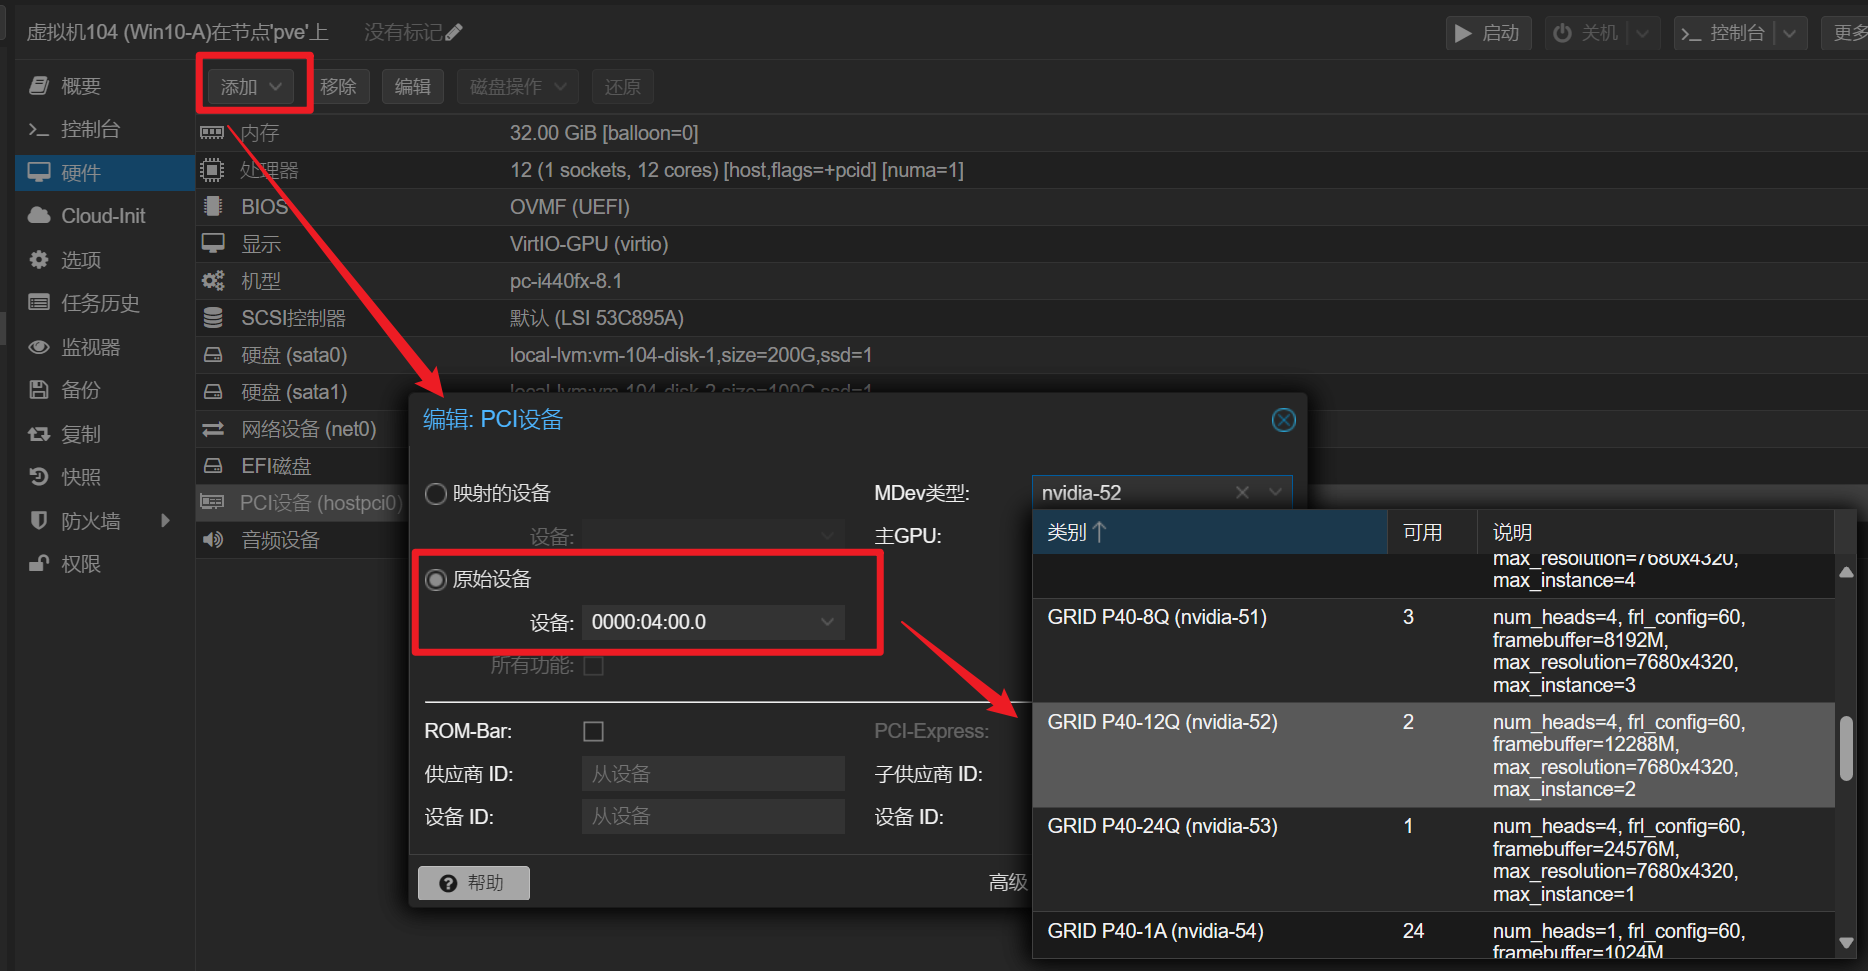 虚拟机104 (Win10-A)在节点'pve'上
没有标记
启动
关机
控制台
更多
概要
控制台
硬件
Cloud-Init
选项
任务历史
监视器
备份
复制
快照
防火墙
权限
添加
移除
编辑
磁盘操作
还原
内存 32.00 GiB [balloon=0]
处理器 12 (1 sockets, 12 cores) [host,flags=+pcid] [numa=1]
BIOS OVMF (UEFI)
显示 VirtIO-GPU (virtio)
机型 pc-i440fx-8.1
SCSI控制器 默认 (LSI 53C895A)
硬盘 (sata0) local-lvm:vm-104-disk-1,size=200G,ssd=1
硬盘 (sata1) local-lvm:vm-104-disk-2,size=100G,ssd=1
网络设备 (net0)
EFI磁盘
PCI设备 (hostpci0)
音频设备
编辑: PCI设备
映射的设备
设备:
原始设备
设备: 0000:04:00.0
所有功能:
MDev类型: nvidia-52
主GPU:
ROM-Bar:
PCI-Express:
供应商 ID: 从设备
子供应商 ID:
设备 ID: 从设备
设备 ID:
帮助
高级
类别 可用 说明
max_resolution=7680x4320,
max_instance=4
GRID P40-8Q (nvidia-51) 3 num_heads=4, frl_config=60,
framebuffer=8192M,
max_resolution=7680x4320,
max_instance=3
GRID P40-12Q (nvidia-52) 2 num_heads=4, frl_config=60,
framebuffer=12288M,
max_resolution=7680x4320,
max_instance=2
GRID P40-24Q (nvidia-53) 1 num_heads=4, frl_config=60,
framebuffer=24576M,
max_resolution=7680x4320,
max_instance=1
GRID P40-1A (nvidia-54) 24 num_heads=1, frl_config=60,
framebuffer=1024M